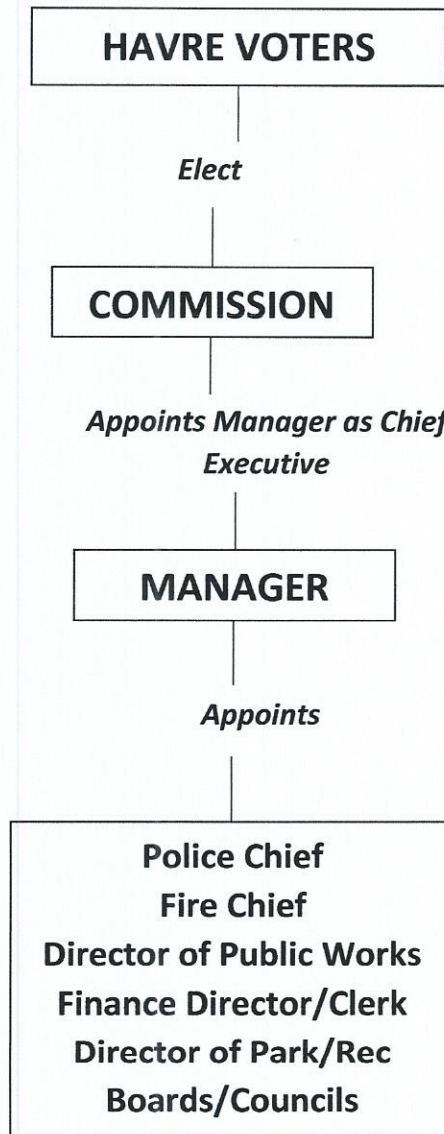 HAVRE VOTERS
Elect
COMMISSION
Appoints Manager as Chief
Executive
MANAGER
Appoints
Police Chief
Fire Chief
Director of Public Works
Finance Director/Clerk
Director of Park/Rec
Boards/Councils